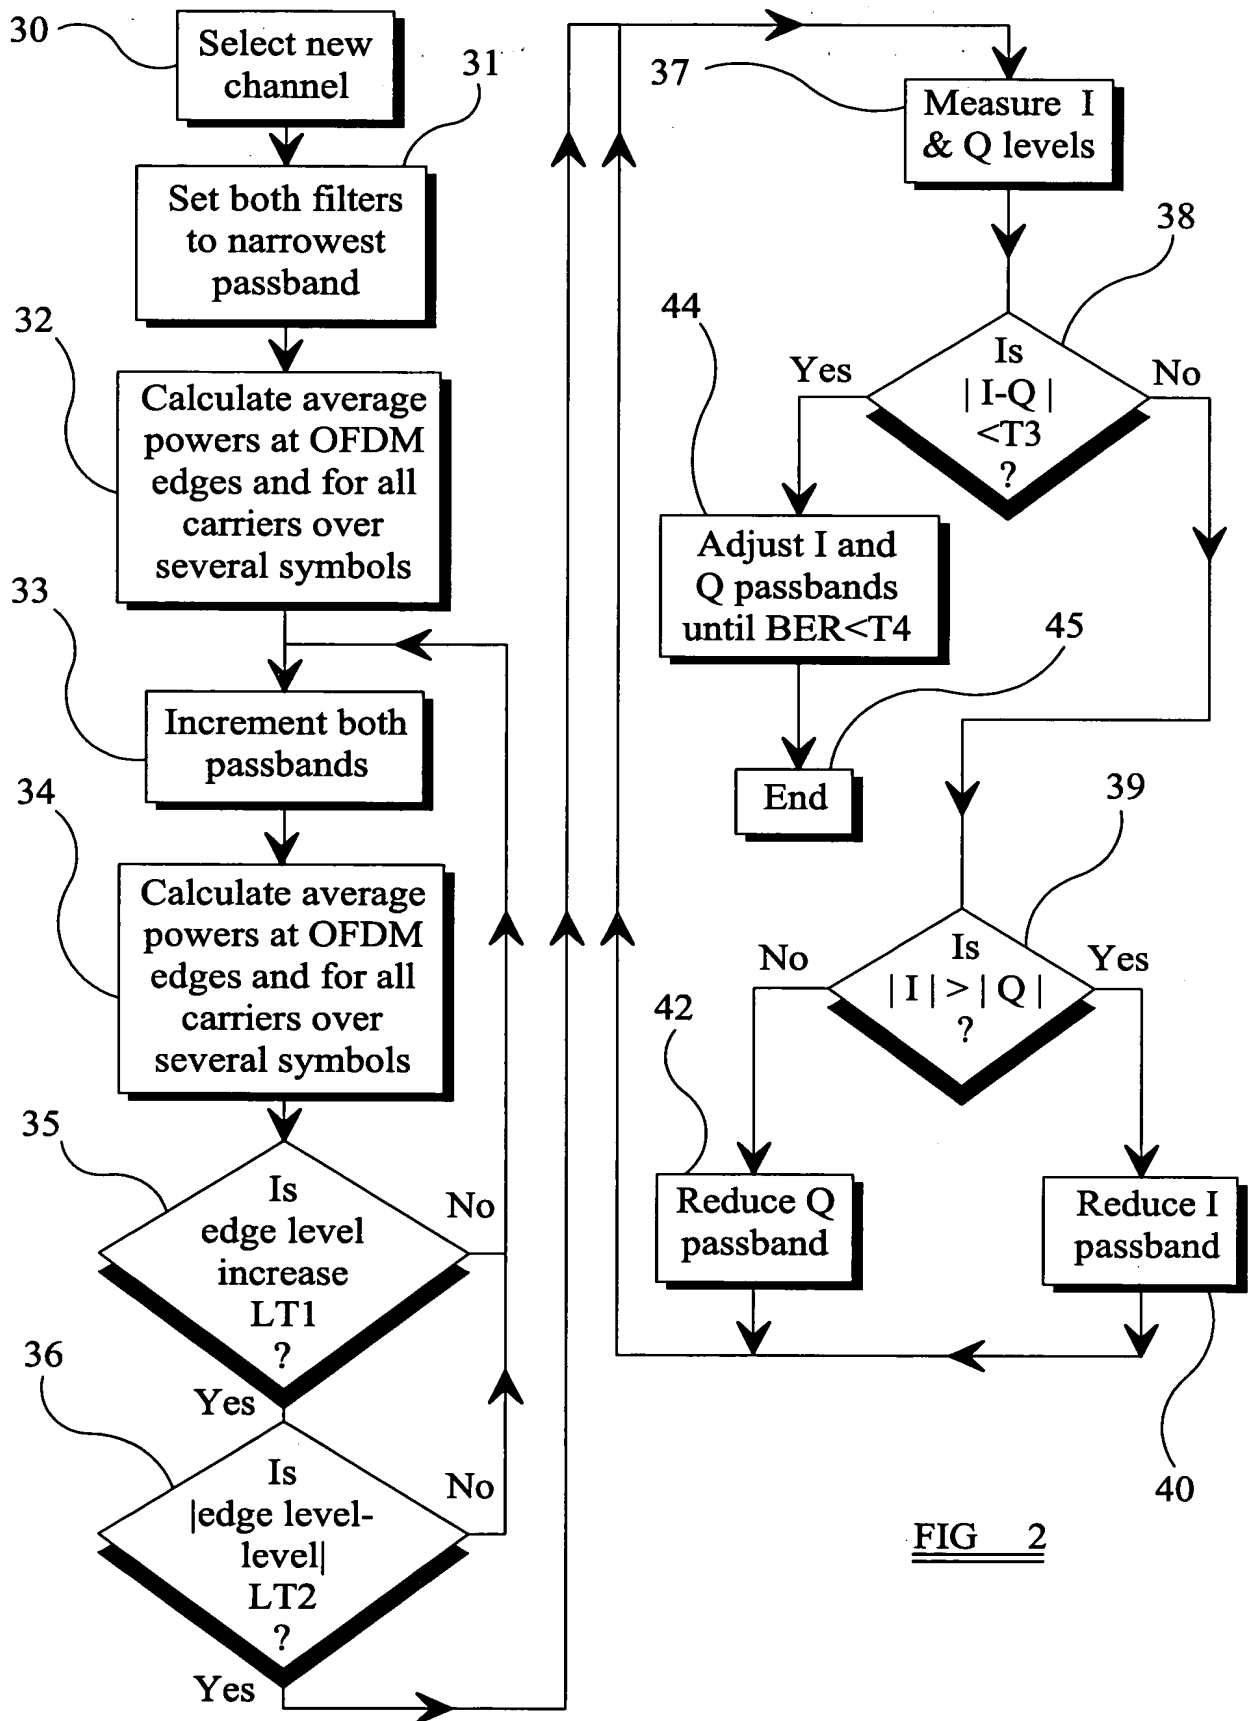 30
Select new
channel
31
Set both filters
to narrowest
passband
32
Calculate average
powers at OFDM
edges and for all
carriers over
several symbols
33
Increment both
passbands
34
Calculate average
powers at OFDM
edges and for all
carriers over
several symbols
35
Is
edge level
increase
LT1
?
No
Yes
36
Is
|edge level-
level|
LT2
?
No
Yes
37
Measure I
& Q levels
38
Is
| I-Q |
<T3
?
Yes
No
44
Adjust I and
Q passbands
until BER<T4
45
End
39
Is
| I | > | Q |
?
No
Yes
42
Reduce Q
passband
Reduce I
passband
40
FIG 2